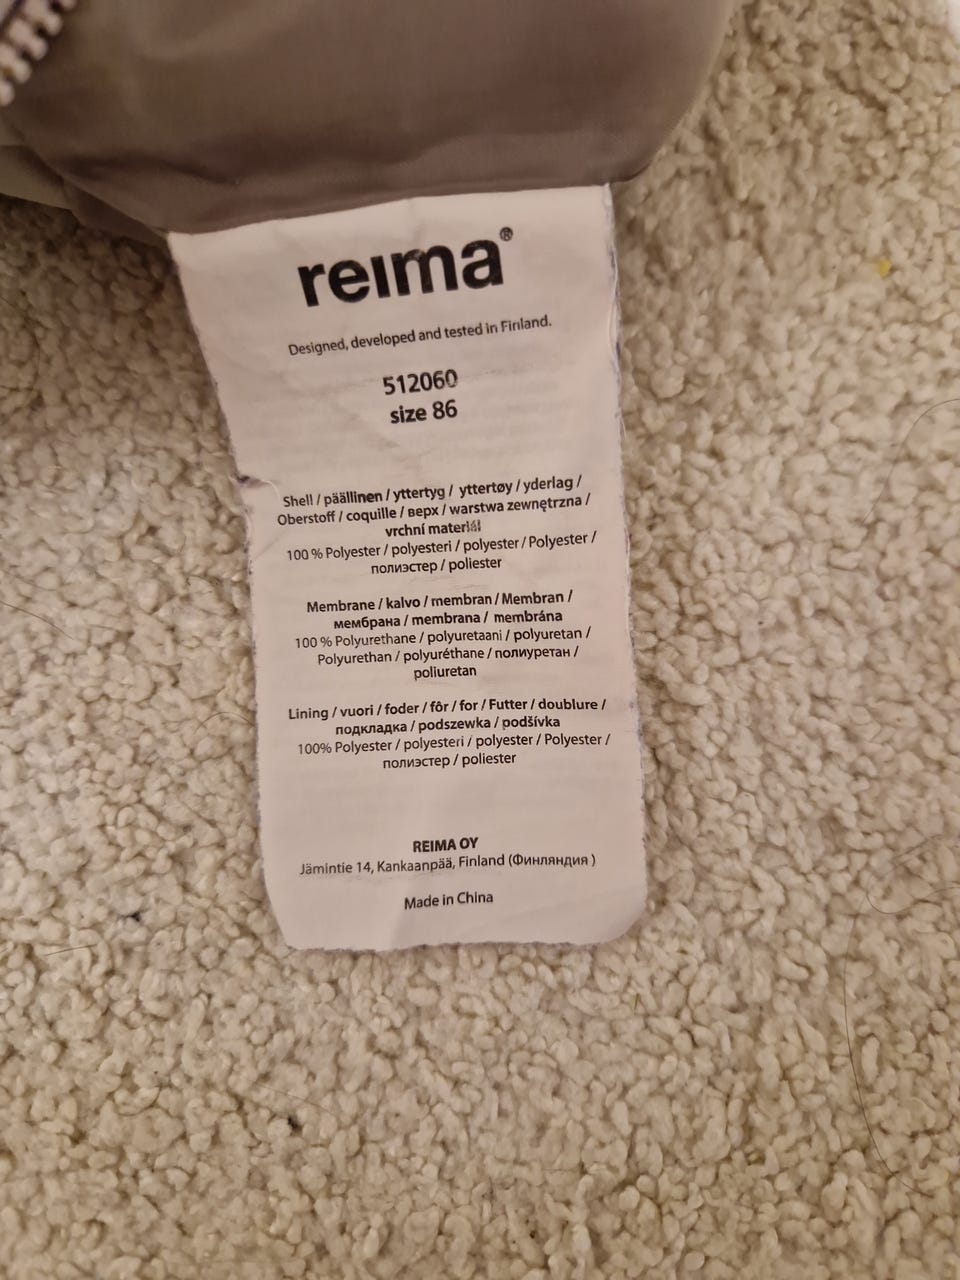 reima®
Designed, developed and tested in Finland.
512060
size 86
Shell / päällinen / yttertyg / yttertøy / yderlag /
Oberstoff / coquille / верх / warstwa zewnętrzna /
vrchní materiál
100 % Polyester / polyesteri / polyester / Polyester /
полиэстер / poliester
Membrane / kalvo / membran / Membran /
мембрана / membrana / membrána
100 % Polyurethane / polyuretaani / polyuretan /
Polyurethan / polyuréthane / полиуретан /
poliuretan
Lining / vuori / foder / fôr / for / Futter / doublure /
подкладка / podszewka / podšívka
100% Polyester / polyesteri / polyester / Polyester /
полиэстер / poliester
REIMA OY
Jämintie 14, Kankaanpää, Finland (Финляндия )
Made in China